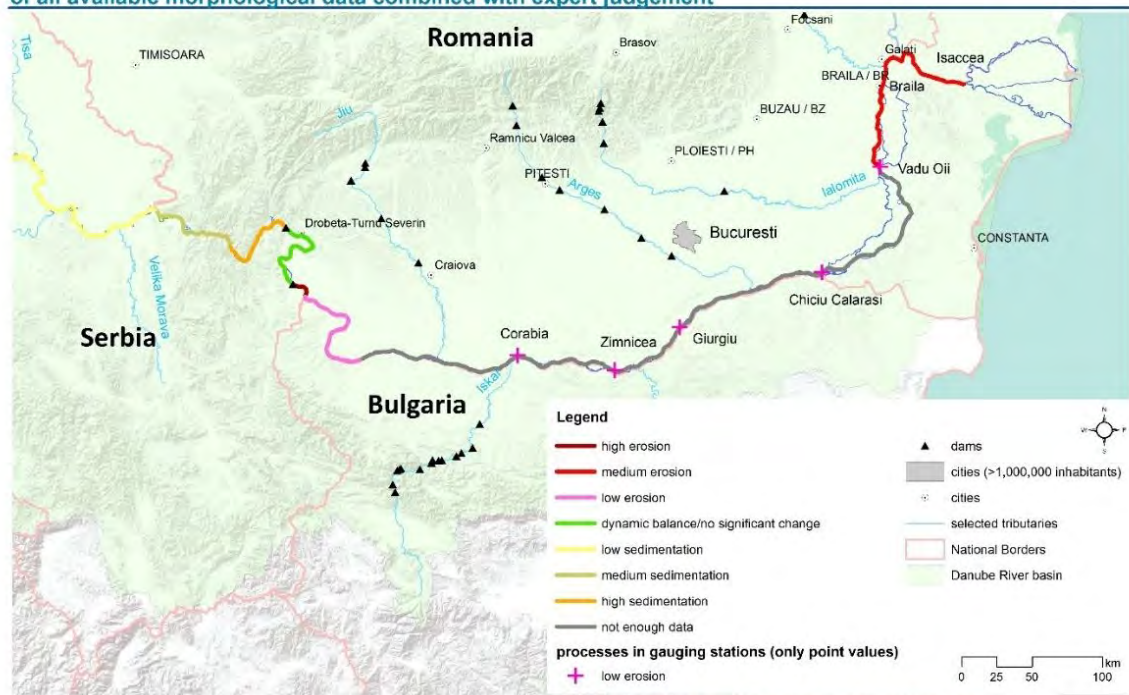 of all available morphological data combined with expert judgement
Romania
Focsani
Tisa
TIMISOARA
Brasov
Galati
Isaccea
BRAILA / BR
Braila
BUZAU / BZ
Jiu
Ramnicu Valcea
PLOIESTI / PH
PITESTI
Vadu Oii
Arges
Ialomita
Drobeta-Turnu Severin
Bucuresti
CONSTANTA
Craiova
Velika Morava
Chiciu Calarasi
Serbia
Corabia
Zimnicea
Giurgiu
Iskar
Bulgaria
Legend
high erosion
medium erosion
low erosion
dynamic balance/no significant change
low sedimentation
medium sedimentation
high sedimentation
not enough data
processes in gauging stations (only point values)
low erosion
N
W
E
S
dams
cities (>1,000,000 inhabitants)
cities
selected tributaries
National Borders
Danube River basin
km
0 25 50 100